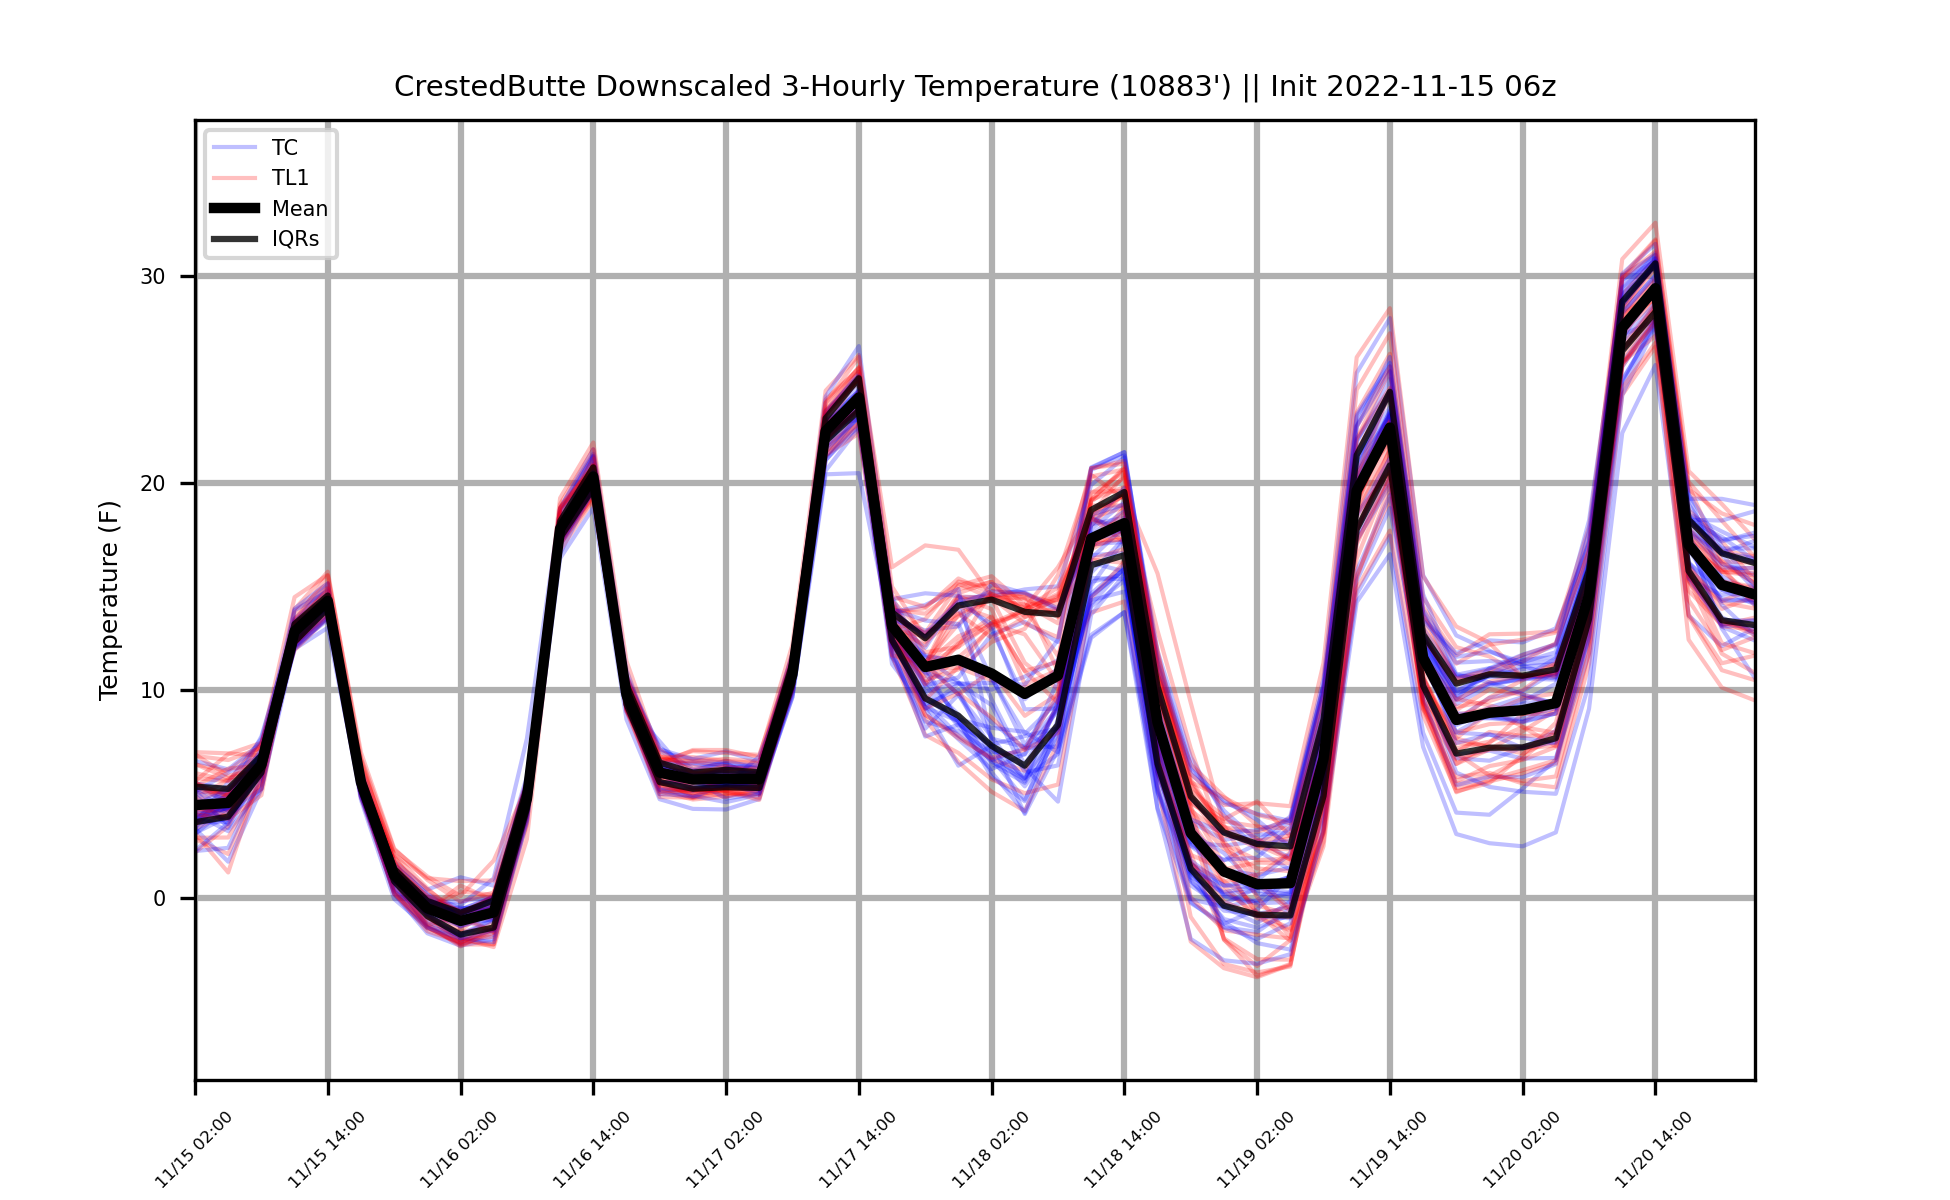 CrestedButte Downscaled 3-Hourly Temperature (10883') || Init 2022-11-15 06z
TC
TL1
Mean
IQRs
Temperature (F)
30
20
10
0
11/15 02:00
11/15 14:00
11/16 02:00
11/16 14:00
11/17 02:00
11/17 14:00
11/18 02:00
11/18 14:00
11/19 02:00
11/19 14:00
11/20 02:00
11/20 14:00